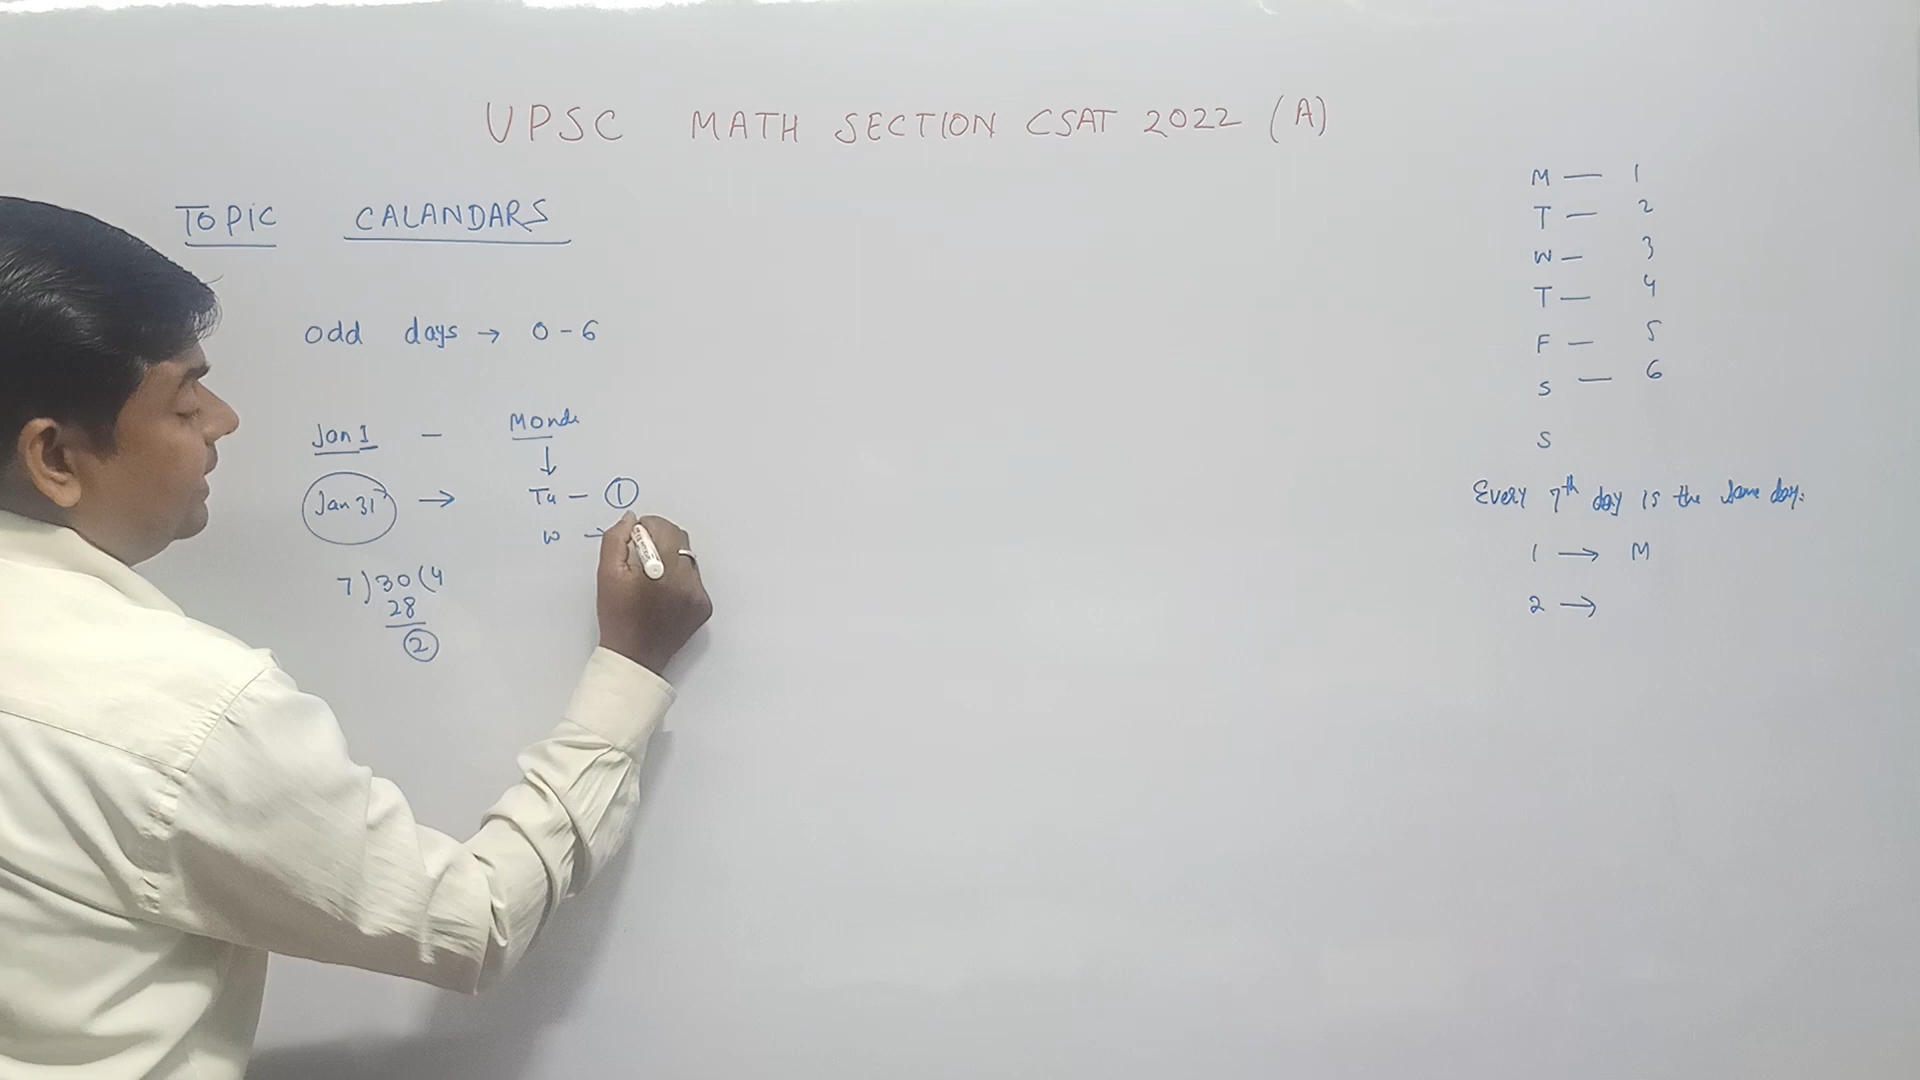 UPSC MATH SECTION CSAT 2022 (A)
TOPIC CALANDARS
odd days → 0 - 6
Jan 1 - Monda
↓
Jan 31st → Tu - 1
W →
7 ) 30 ( 4
28
2
M — 1
T — 2
W — 3
T — 4
F — 5
S — 6
S
Every 7th day is the same day.
1 → M
2 →